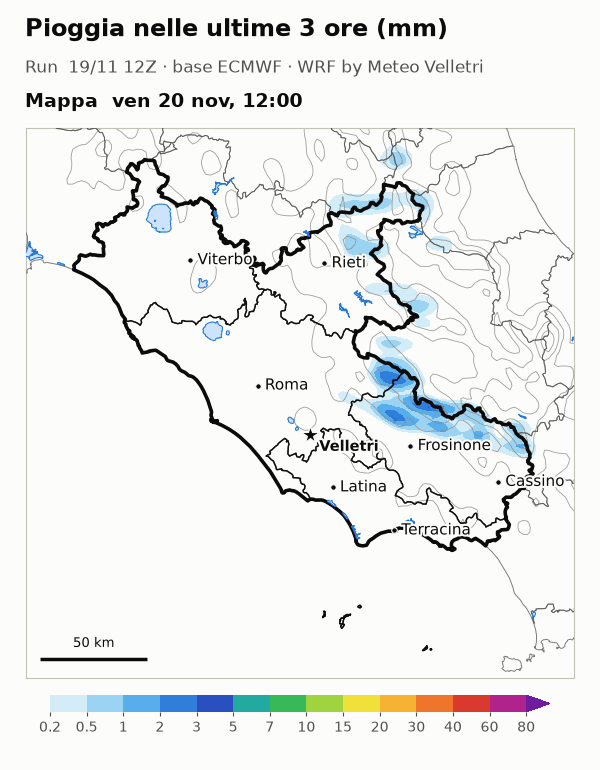 Pioggia nelle ultime 3 ore (mm)
Run  19/11 12Z · base ECMWF · WRF by Meteo Velletri
Mappa  ven 20 nov, 12:00
Viterbo
Rieti
Roma
Velletri
Frosinone
Latina
Cassino
Terracina
50 km
0.2 0.5 1 2 3 5 7 10 15 20 30 40 60 80